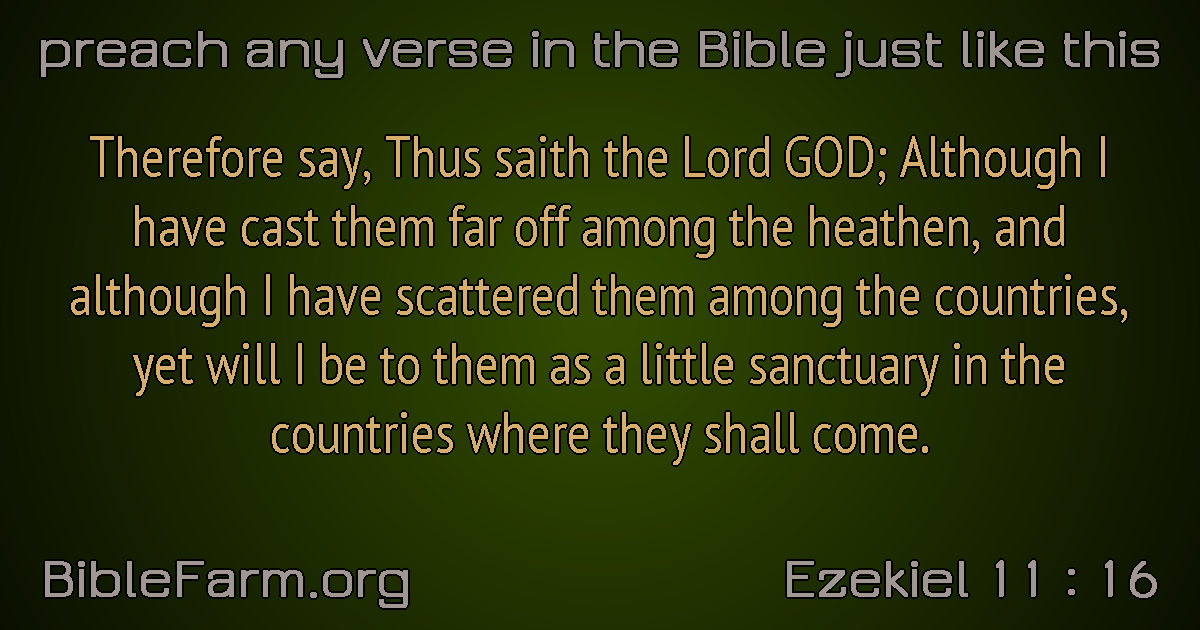 preach any verse in the Bible just like this
Therefore say, Thus saith the Lord GOD; Although I
have cast them far off among the heathen, and
although I have scattered them among the countries,
yet will I be to them as a little sanctuary in the
countries where they shall come.
BibleFarm.org
Ezekiel 11 : 16